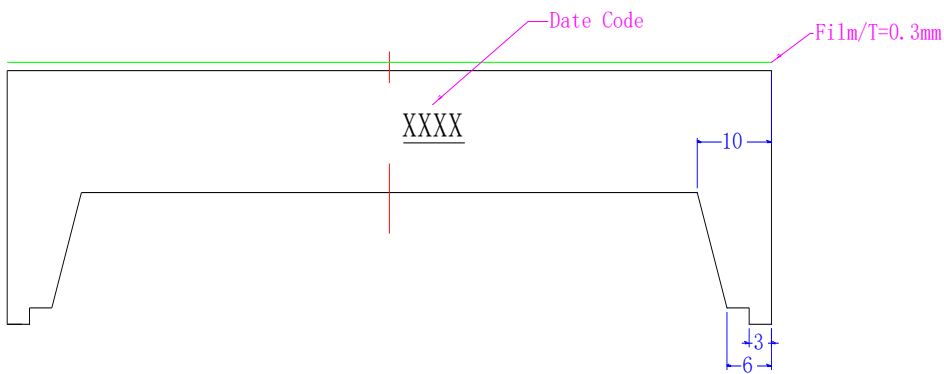 Date Code
Film/T=0.3mm
XXXX
10
3
6